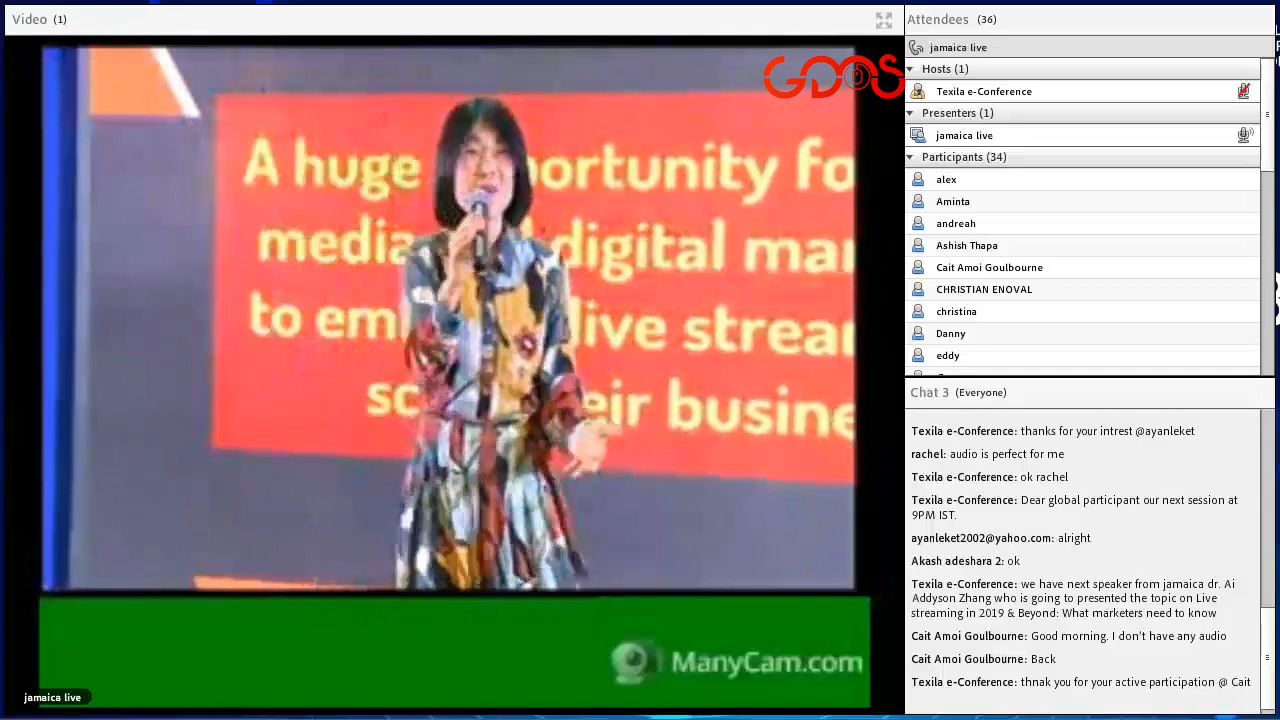 Video (1)
GDODS
A huge portunity fo
media digital mar
to em live strear
sc eir busine
ManyCam.com
jamaica live
Attendees (36)
jamaica live
Hosts (1)
Texila e-Conference
Presenters (1)
jamaica live
Participants (34)
alex
Aminta
andreah
Ashish Thapa
Cait Amoi Goulbourne
CHRISTIAN ENOVAL
christina
Danny
eddy
Chat 3 (Everyone)
Texila e-Conference: thanks for your intrest @ayanleket
rachel: audio is perfect for me
Texila e-Conference: ok rachel
Texila e-Conference: Dear global participant our next session at
9PM IST.
ayanleket2002@yahoo.com: alright
Akash adeshara 2: ok
Texila e-Conference: we have next speaker from jamaica dr. Ai
Addyson Zhang who is going to presented the topic on Live
streaming in 2019 & Beyond: What marketers need to know
Cait Amoi Goulbourne: Good morning. I don't have any audio
Cait Amoi Goulbourne: Back
Texila e-Conference: thnak you for your active participation @ Cait